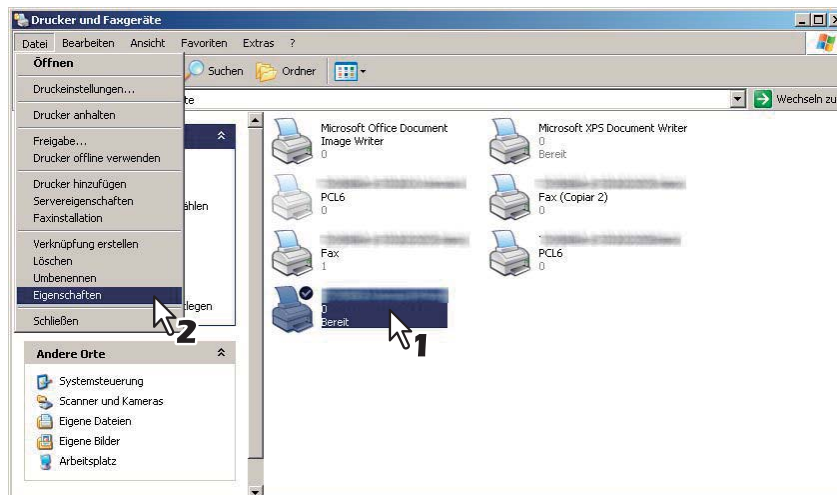 Drucker und Faxgeräte
Datei Bearbeiten Ansicht Favoriten Extras ?
Suchen Ordner
te
Wechseln zu
Öffnen
Druckeinstellungen...
Drucker anhalten
Freigabe...
Drucker offline verwenden
Drucker hinzufügen
Servereigenschaften
Faxinstallation
Verknüpfung erstellen
Löschen
Umbenennen
Eigenschaften
Schließen
2
ählen
tlegen
Andere Orte
Systemsteuerung
Scanner und Kameras
Eigene Dateien
Eigene Bilder
Arbeitsplatz
Microsoft Office Document
Image Writer
0
Microsoft XPS Document Writer
0
Bereit
PCL6
0
Fax (Copiar 2)
0
Fax
1
PCL6
0
0
Bereit
1